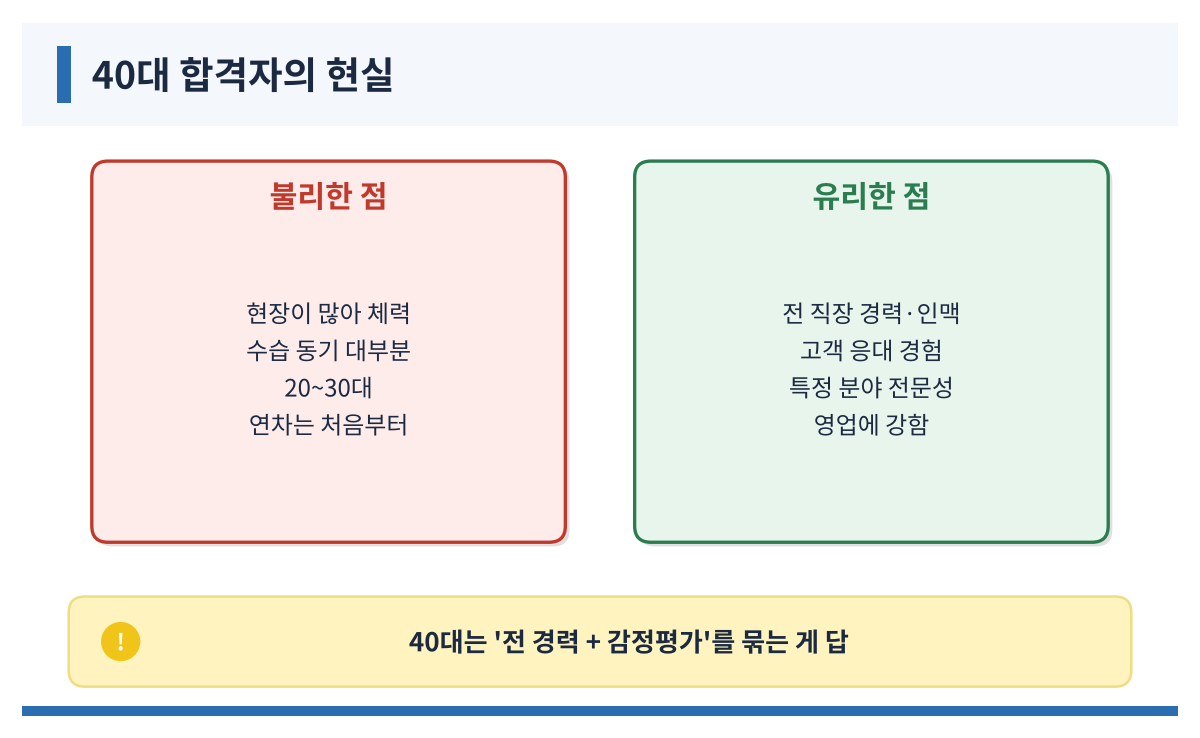 40대 합격자의 현실
불리한 점
현장이 많아 체력
수습 동기 대부분
20~30대
연차는 처음부터
유리한 점
전 직장 경력·인맥
고객 응대 경험
특정 분야 전문성
영업에 강함
!
40대는 '전 경력 + 감정평가'를 묶는 게 답